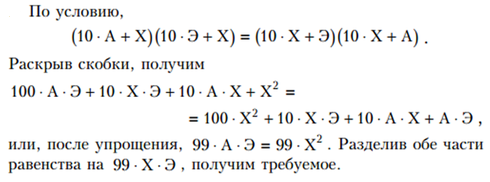 По условию,
(10 · А + Х)(10 · Э + Х) = (10 · Х + Э)(10 · Х + А) .
Раскрыв скобки, получим
100 · А · Э + 10 · Х · Э + 10 · А · Х + Х² =
= 100 · Х² + 10 · Х · Э + 10 · А · Х + А · Э ,
или, после упрощения, 99 · А · Э = 99 · Х² . Разделив обе части
равенства на 99 · Х · Э , получим требуемое.